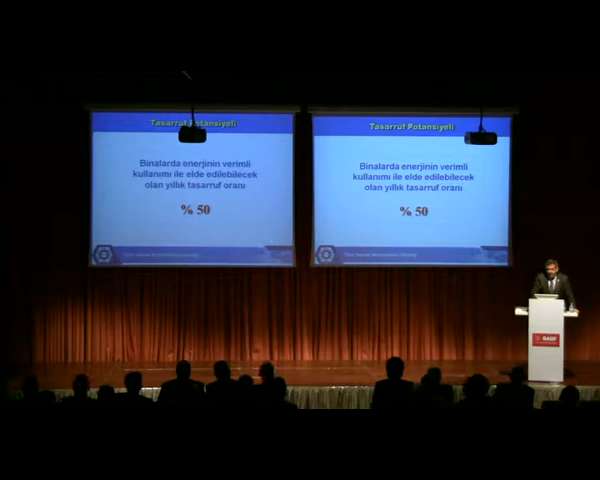 Tasarruf Potansiyeli
Binalarda enerjinin verimli
kullanımı ile elde edilebilecek
olan yıllık tasarruf oranı
% 50
Tasarruf Potansiyeli
Binalarda enerjinin verimli
kullanımı ile elde edilebilecek
olan yıllık tasarruf oranı
% 50
BASF